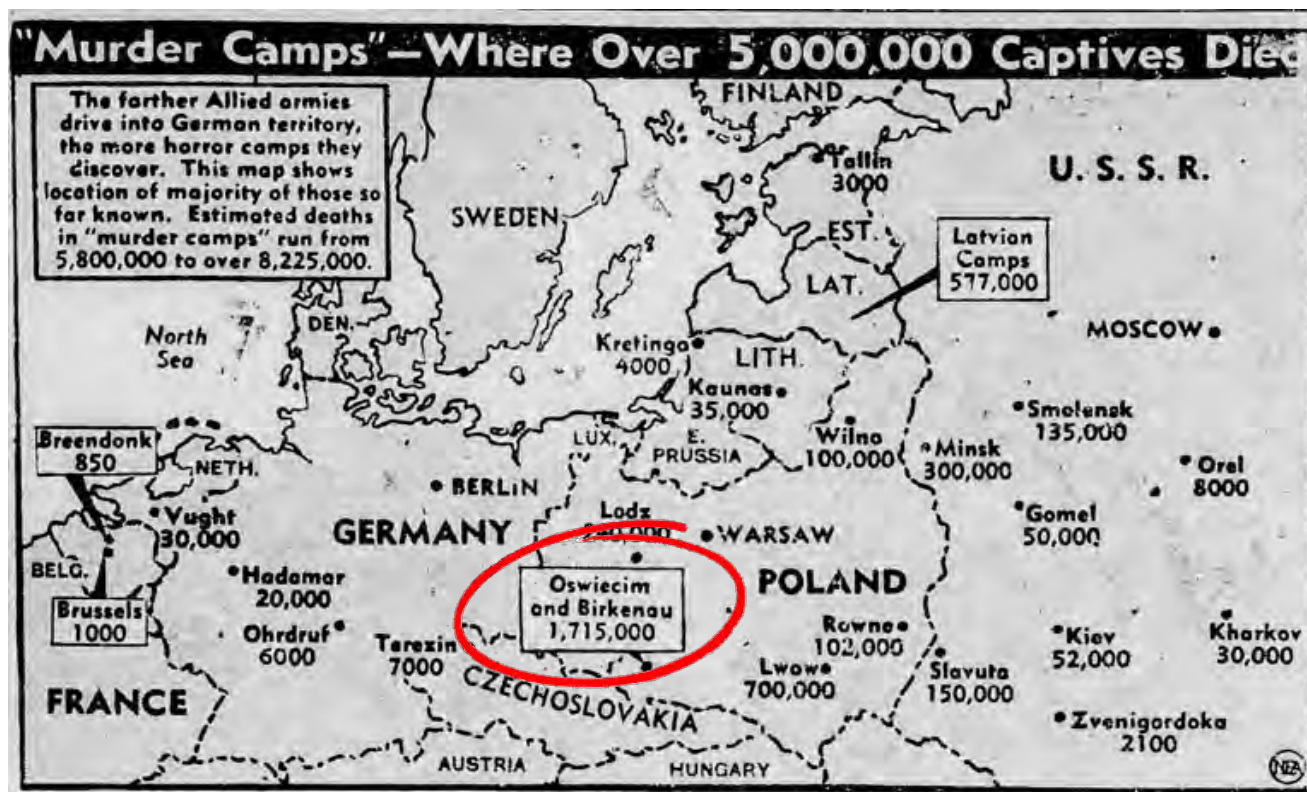 "Murder Camps"—Where Over 5,000,000 Captives Died
The farther Allied armies
drive into German territory,
the more horror camps they
discover. This map shows
location of majority of those so
far known. Estimated deaths
in "murder camps" run from
5,800,000 to over 8,225,000.
FINLAND
Tallin
3000
U. S. S. R.
SWEDEN
EST.
Latvian
Camps
577,000
LAT.
North
Sea
DEN.
MOSCOW
Kretinga
4000
LITH.
Kaunas
35,000
Smolensk
135,000
Breendonk
850
NETH.
LUX.
E.
PRUSSIA
Wilno
100,000
Minsk
300,000
Orel
8000
BERLIN
Vught
30,000
GERMANY
Lodz
240,000
WARSAW
Gomel
50,000
BELG.
Hadamar
20,000
Oswiecim
and Birkenau
1,715,000
POLAND
Brussels
1000
Ohrdruf
6000
Terezin
7000
Rowne
102,000
Kiev
52,000
Kharkov
30,000
Lwow
700,000
Slavuta
150,000
FRANCE
CZECHOSLOVAKIA
Zvenigordoka
2100
AUSTRIA
HUNGARY
NEA